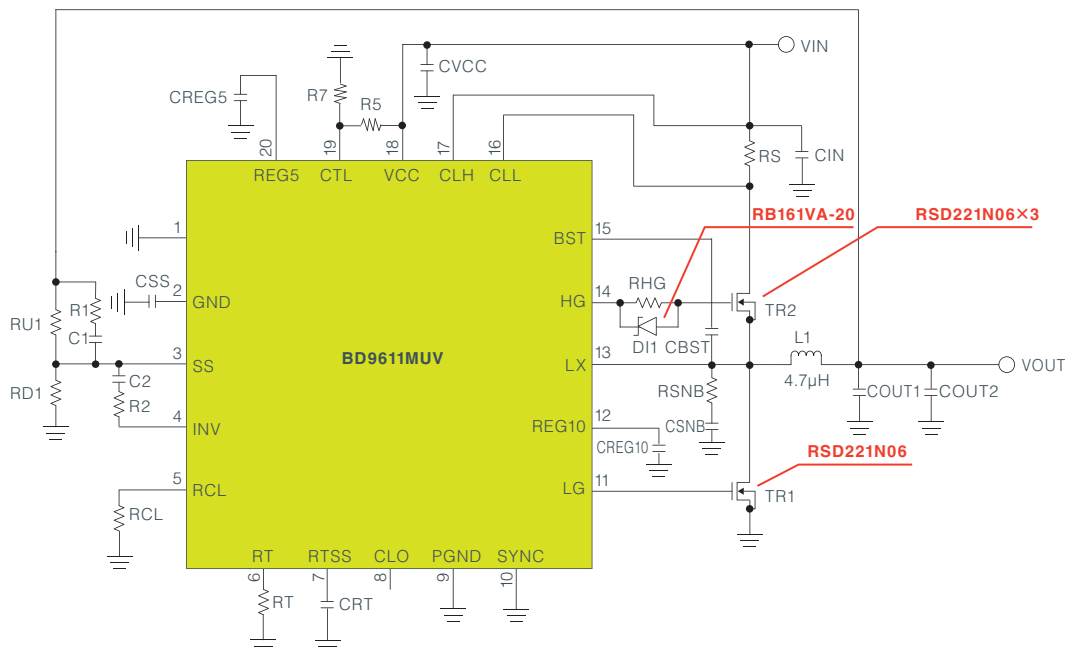 VIN
CVCC
R7
CREG5
R5
RS
CIN
20
19
18
17
16
REG5
CTL
VCC
CLH
CLL
RB161VA-20
RSD221N06×3
1
15
BST
CSS
2
GND
14
HG
RHG
TR2
R1
RU1
C1
DI1
CBST
L1
BD9611MUV
3
SS
13
LX
VOUT
4.7µH
RD1
C2
R2
RSNB
COUT1
COUT2
4
INV
12
REG10
CSNB
CREG10
RSD221N06
5
RCL
11
LG
TR1
RCL
RT
RTSS
CLO
PGND
SYNC
6
7
8
9
10
RT
CRT